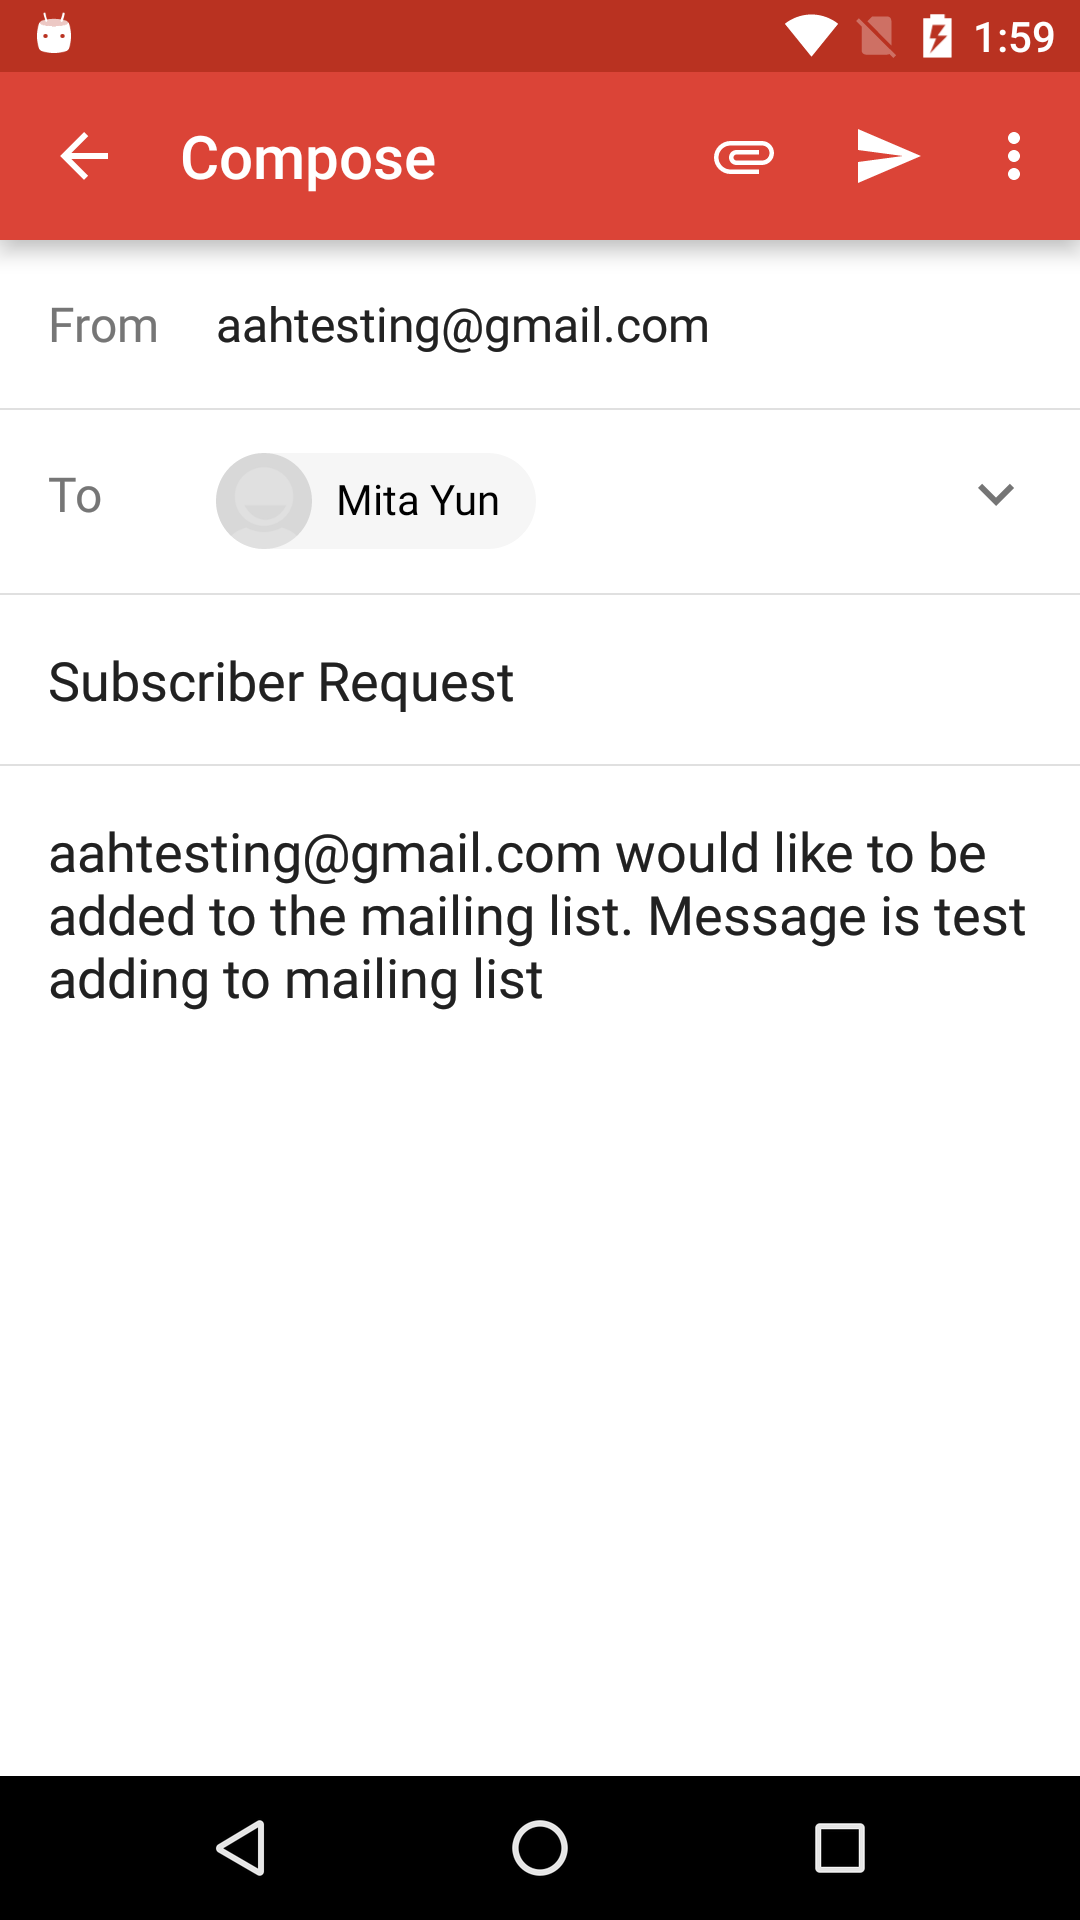 1:59
Compose
From aahtesting@gmail.com
To Mita Yun
Subscriber Request
aahtesting@gmail.com would like to be
added to the mailing list. Message is test
adding to mailing list